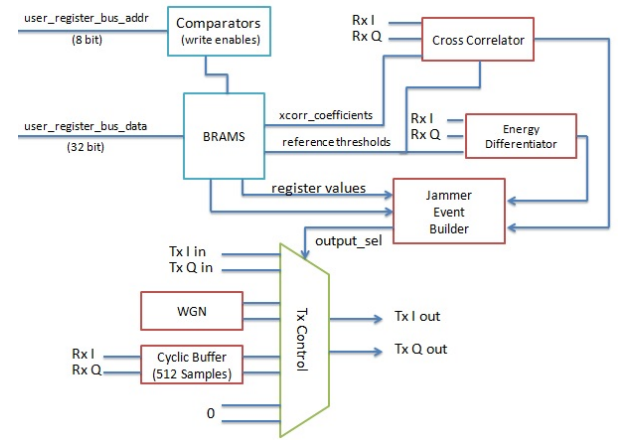 user_register_bus_addr
(8 bit)
Comparators
(write enables)
Rx I
Rx Q
Cross Correlator
user_register_bus_data
(32 bit)
BRAMS
xcorr_coefficients
reference thresholds
Rx I
Rx Q
Energy
Differentiator
register values
Jammer
Event
Builder
output_sel
Tx I in
Tx Q in
WGN
Tx Control
Tx I out
Tx Q out
Rx I
Rx Q
Cyclic Buffer
(512 Samples)
0